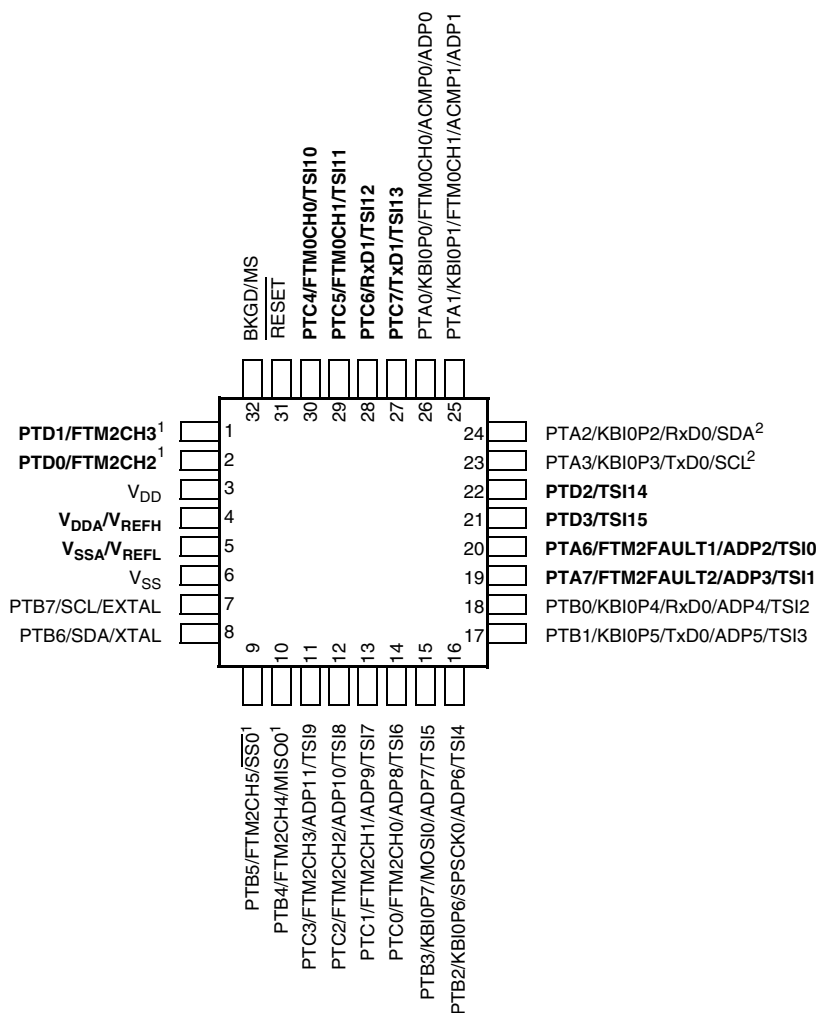 BKGD/MS
RESET
PTC4/FTM0CH0/TSI10
PTC5/FTM0CH1/TSI11
PTC6/RxD1/TSI12
PTC7/TxD1/TSI13
PTA0/KBI0P0/FTM0CH0/ACMP0/ADP0
PTA1/KBI0P1/FTM0CH1/ACMP1/ADP1
32
31
30
29
28
27
26
25
PTD1/FTM2CH3¹ 1
PTD0/FTM2CH2¹ 2
VDD 3
VDDA/VREFH 4
VSSA/VREFL 5
VSS 6
PTB7/SCL/EXTAL 7
PTB6/SDA/XTAL 8
24 PTA2/KBI0P2/RxD0/SDA²
23 PTA3/KBI0P3/TxD0/SCL²
22 PTD2/TSI14
21 PTD3/TSI15
20 PTA6/FTM2FAULT1/ADP2/TSI0
19 PTA7/FTM2FAULT2/ADP3/TSI1
18 PTB0/KBI0P4/RxD0/ADP4/TSI2
17 PTB1/KBI0P5/TxD0/ADP5/TSI3
9
10
11
12
13
14
15
16
PTB5/FTM2CH5/SS0¹
PTB4/FTM2CH4/MISO0¹
PTC3/FTM2CH3/ADP11/TSI9
PTC2/FTM2CH2/ADP10/TSI8
PTC1/FTM2CH1/ADP9/TSI7
PTC0/FTM2CH0/ADP8/TSI6
PTB3/KBI0P7/MOSI0/ADP7/TSI5
PTB2/KBI0P6/SPSCK0/ADP6/TSI4